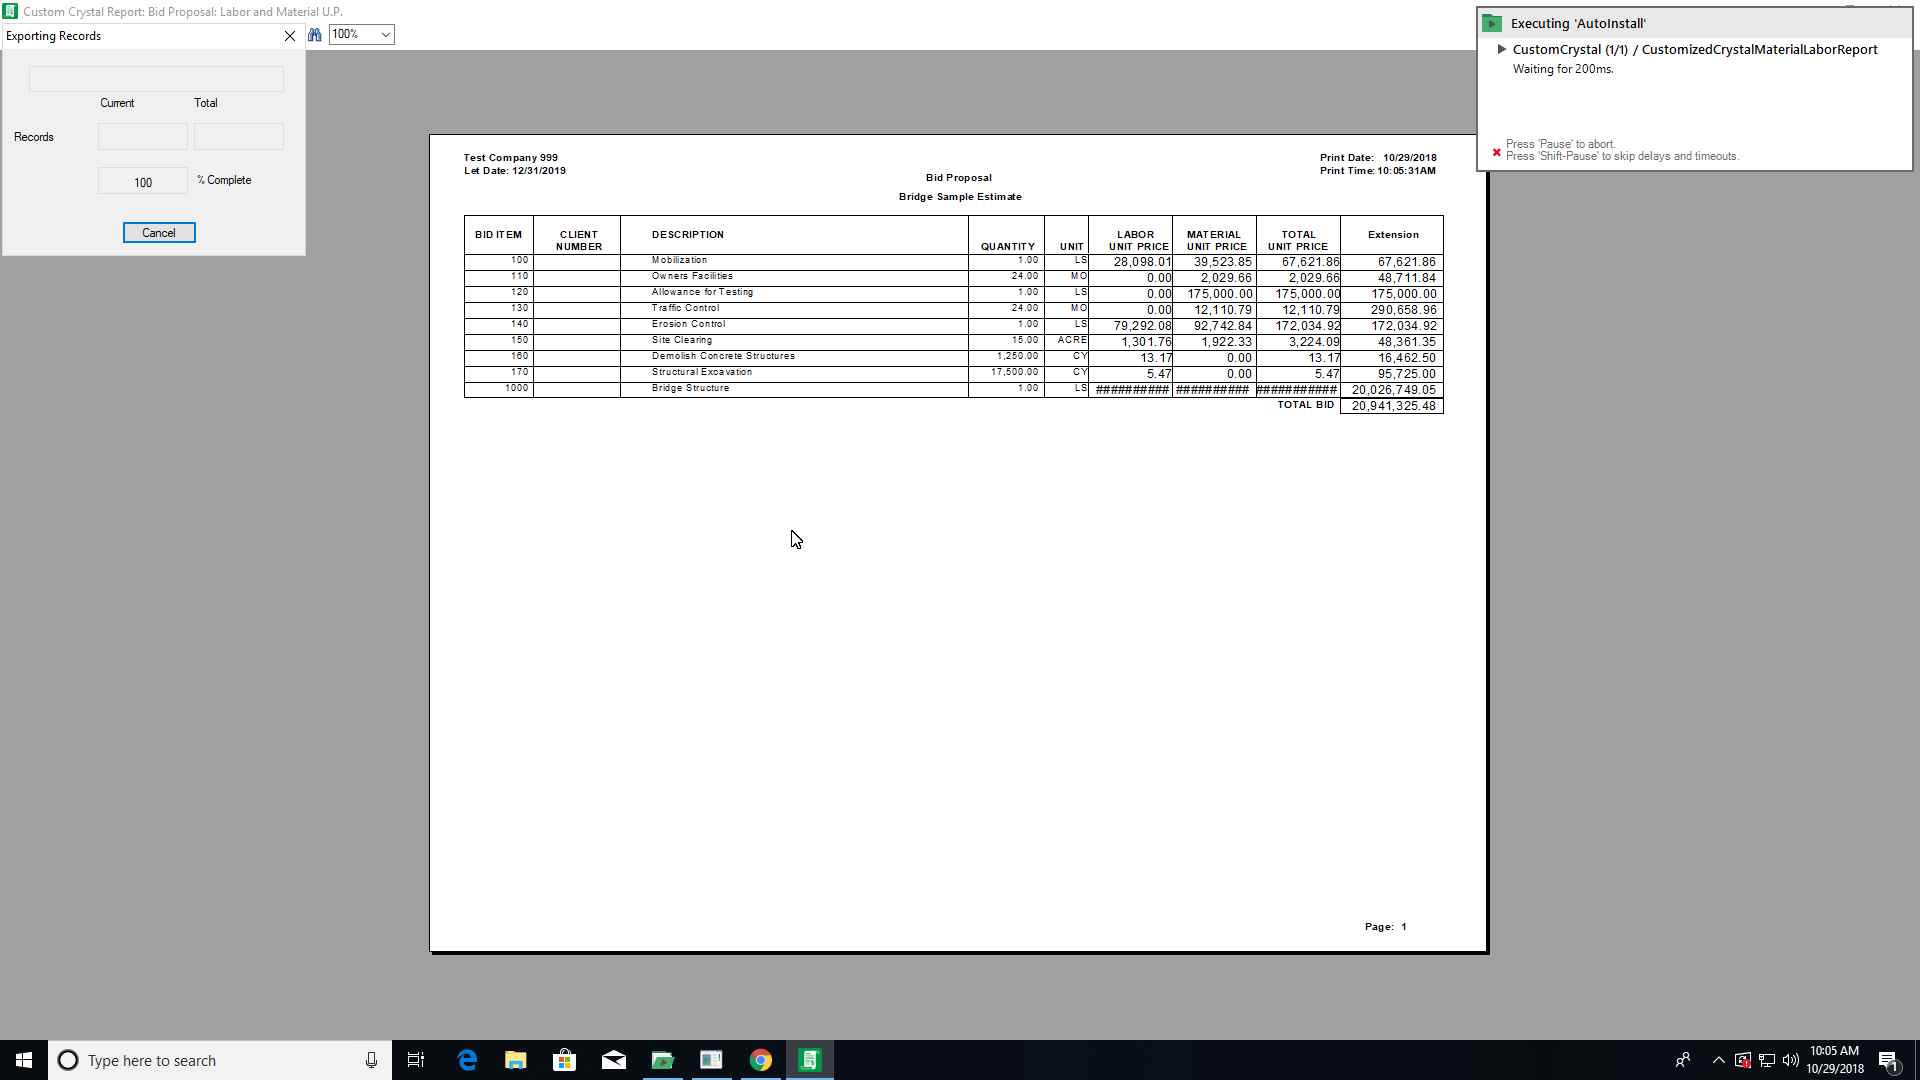 Custom Crystal Report: Bid Proposal: Labor and Material U.P.
Exporting Records
100%
Current Total
Records
100 % Complete
Cancel
Executing 'AutoInstall'
CustomCrystal (1/1) / CustomizedCrystalMaterialLaborReport
Waiting for 200ms.
Press 'Pause' to abort.
Press 'Shift-Pause' to skip delays and timeouts.
Test Company 999
Let Date: 12/31/2019
Print Date: 10/29/2018
Print Time: 10:05:31AM
Bid Proposal
Bridge Sample Estimate
BID ITEM CLIENT NUMBER DESCRIPTION QUANTITY UNIT LABOR UNIT PRICE MATERIAL UNIT PRICE TOTAL UNIT PRICE Extension
100 Mobilization 1.00 LS 28,098.01 39,523.85 67,621.86 67,621.86
110 Owners Facilities 24.00 MO 0.00 2,029.66 2,029.66 48,711.84
120 Allowance for Testing 1.00 LS 0.00 175,000.00 175,000.00 175,000.00
130 Traffic Control 24.00 MO 0.00 12,110.79 12,110.79 290,658.96
140 Erosion Control 1.00 LS 79,292.08 92,742.84 172,034.92 172,034.92
150 Site Clearing 15.00 ACRE 1,301.76 1,922.33 3,224.09 48,361.35
160 Demolish Concrete Structures 1,250.00 CY 13.17 0.00 13.17 16,462.50
170 Structural Excavation 17,500.00 CY 5.47 0.00 5.47 95,725.00
1000 Bridge Structure 1.00 LS ########## ########## ########### 20,026,749.05
TOTAL BID 20,941,325.48
Page: 1
Type here to search
10:05 AM
10/29/2018
1